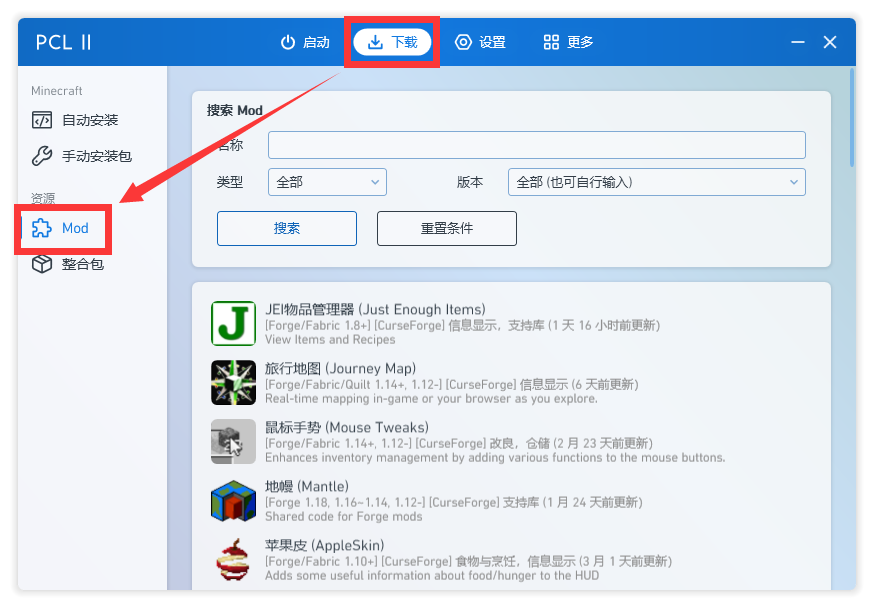 PCL II
启动
下载
设置
更多
Minecraft
自动安装
手动安装包
资源
Mod
整合包
搜索 Mod
名称
类型
全部
版本
全部 (也可自行输入)
搜索
重置条件
J
JEI物品管理器 (Just Enough Items)
[Forge/Fabric 1.8+] [CurseForge] 信息显示，支持库 (1 天 16 小时前更新)
View Items and Recipes
旅行地图 (Journey Map)
[Forge/Fabric/Quilt 1.14+, 1.12-] [CurseForge] 信息显示 (6 天前更新)
Real-time mapping in-game or your browser as you explore.
鼠标手势 (Mouse Tweaks)
[Forge/Fabric 1.14+, 1.12-] [CurseForge] 改良，仓储 (2 月 23 天前更新)
Enhances inventory management by adding various functions to the mouse buttons.
地幔 (Mantle)
[Forge 1.18, 1.16~1.14, 1.12-] [CurseForge] 支持库 (1 月 24 天前更新)
Shared code for Forge mods
苹果皮 (AppleSkin)
[Forge/Fabric 1.10+] [CurseForge] 食物与烹饪，信息显示 (3 月 1 天前更新)
Adds some useful information about food/hunger to the HUD